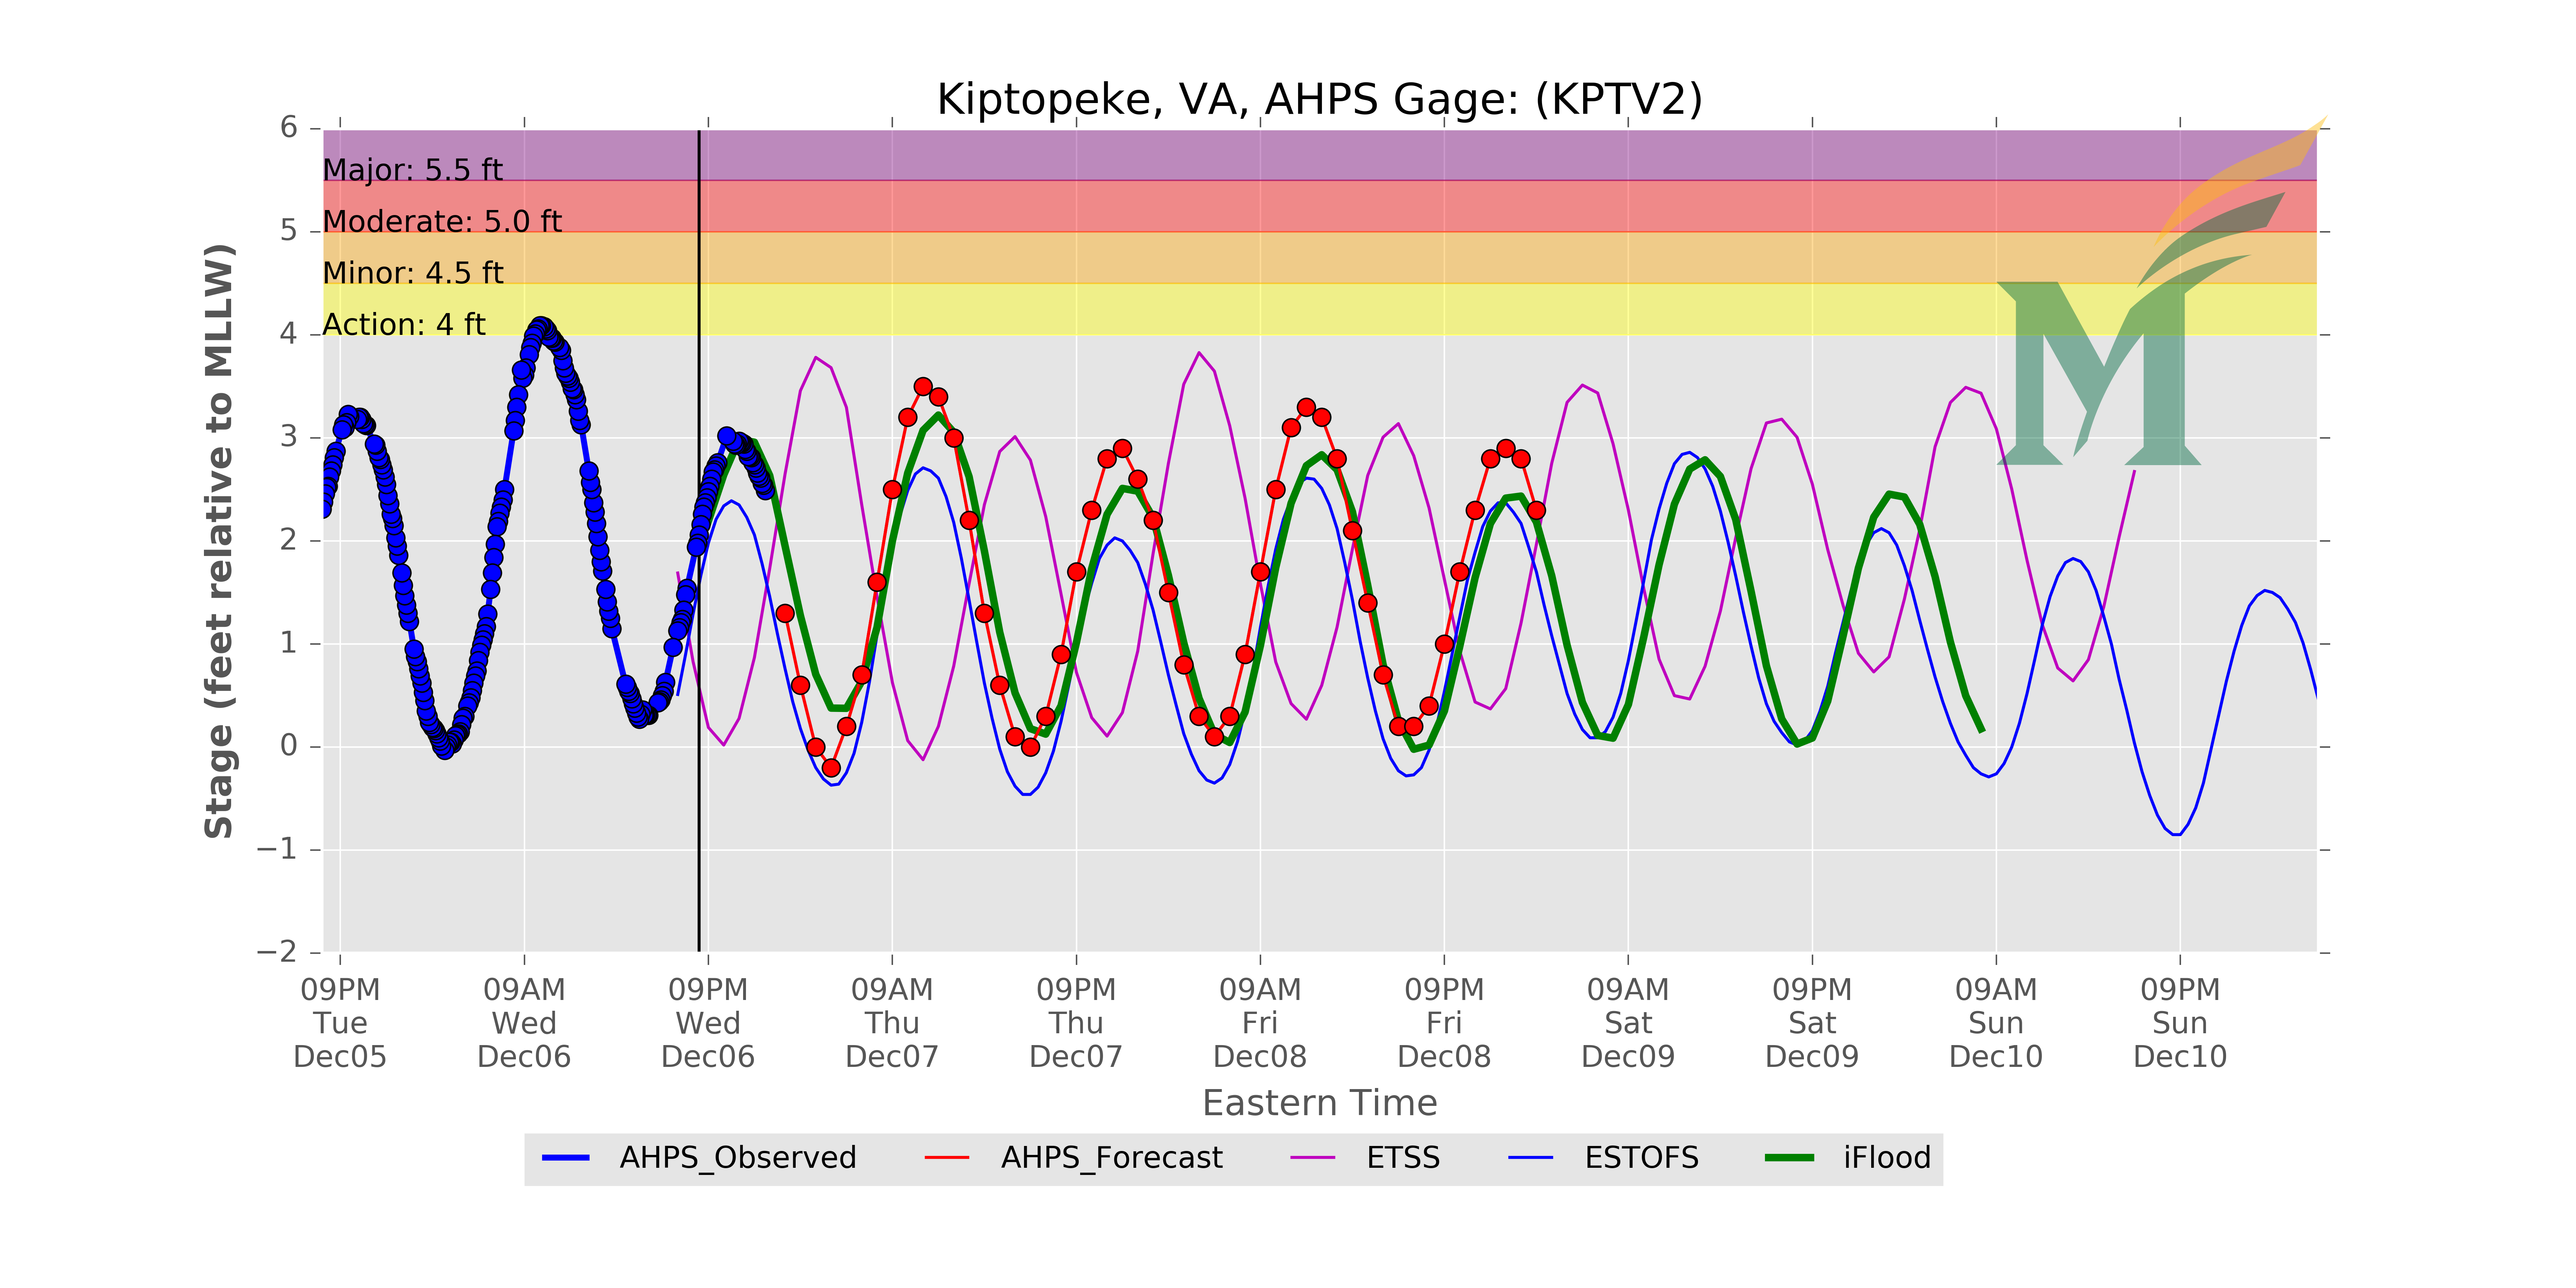 Kiptopeke, VA, AHPS Gage: (KPTV2)
6
5
4
3
2
1
0
−1
−2
Stage (feet relative to MLLW)
Major: 5.5 ft
Moderate: 5.0 ft
Minor: 4.5 ft
Action: 4 ft
M
09PM 09AM 09PM 09AM 09PM 09AM 09PM 09AM 09PM 09AM 09PM
Tue Wed Wed Thu Thu Fri Fri Sat Sat Sun Sun
Dec05 Dec06 Dec06 Dec07 Dec07 Dec08 Dec08 Dec09 Dec09 Dec10 Dec10
Eastern Time
AHPS_Observed AHPS_Forecast ETSS ESTOFS iFlood